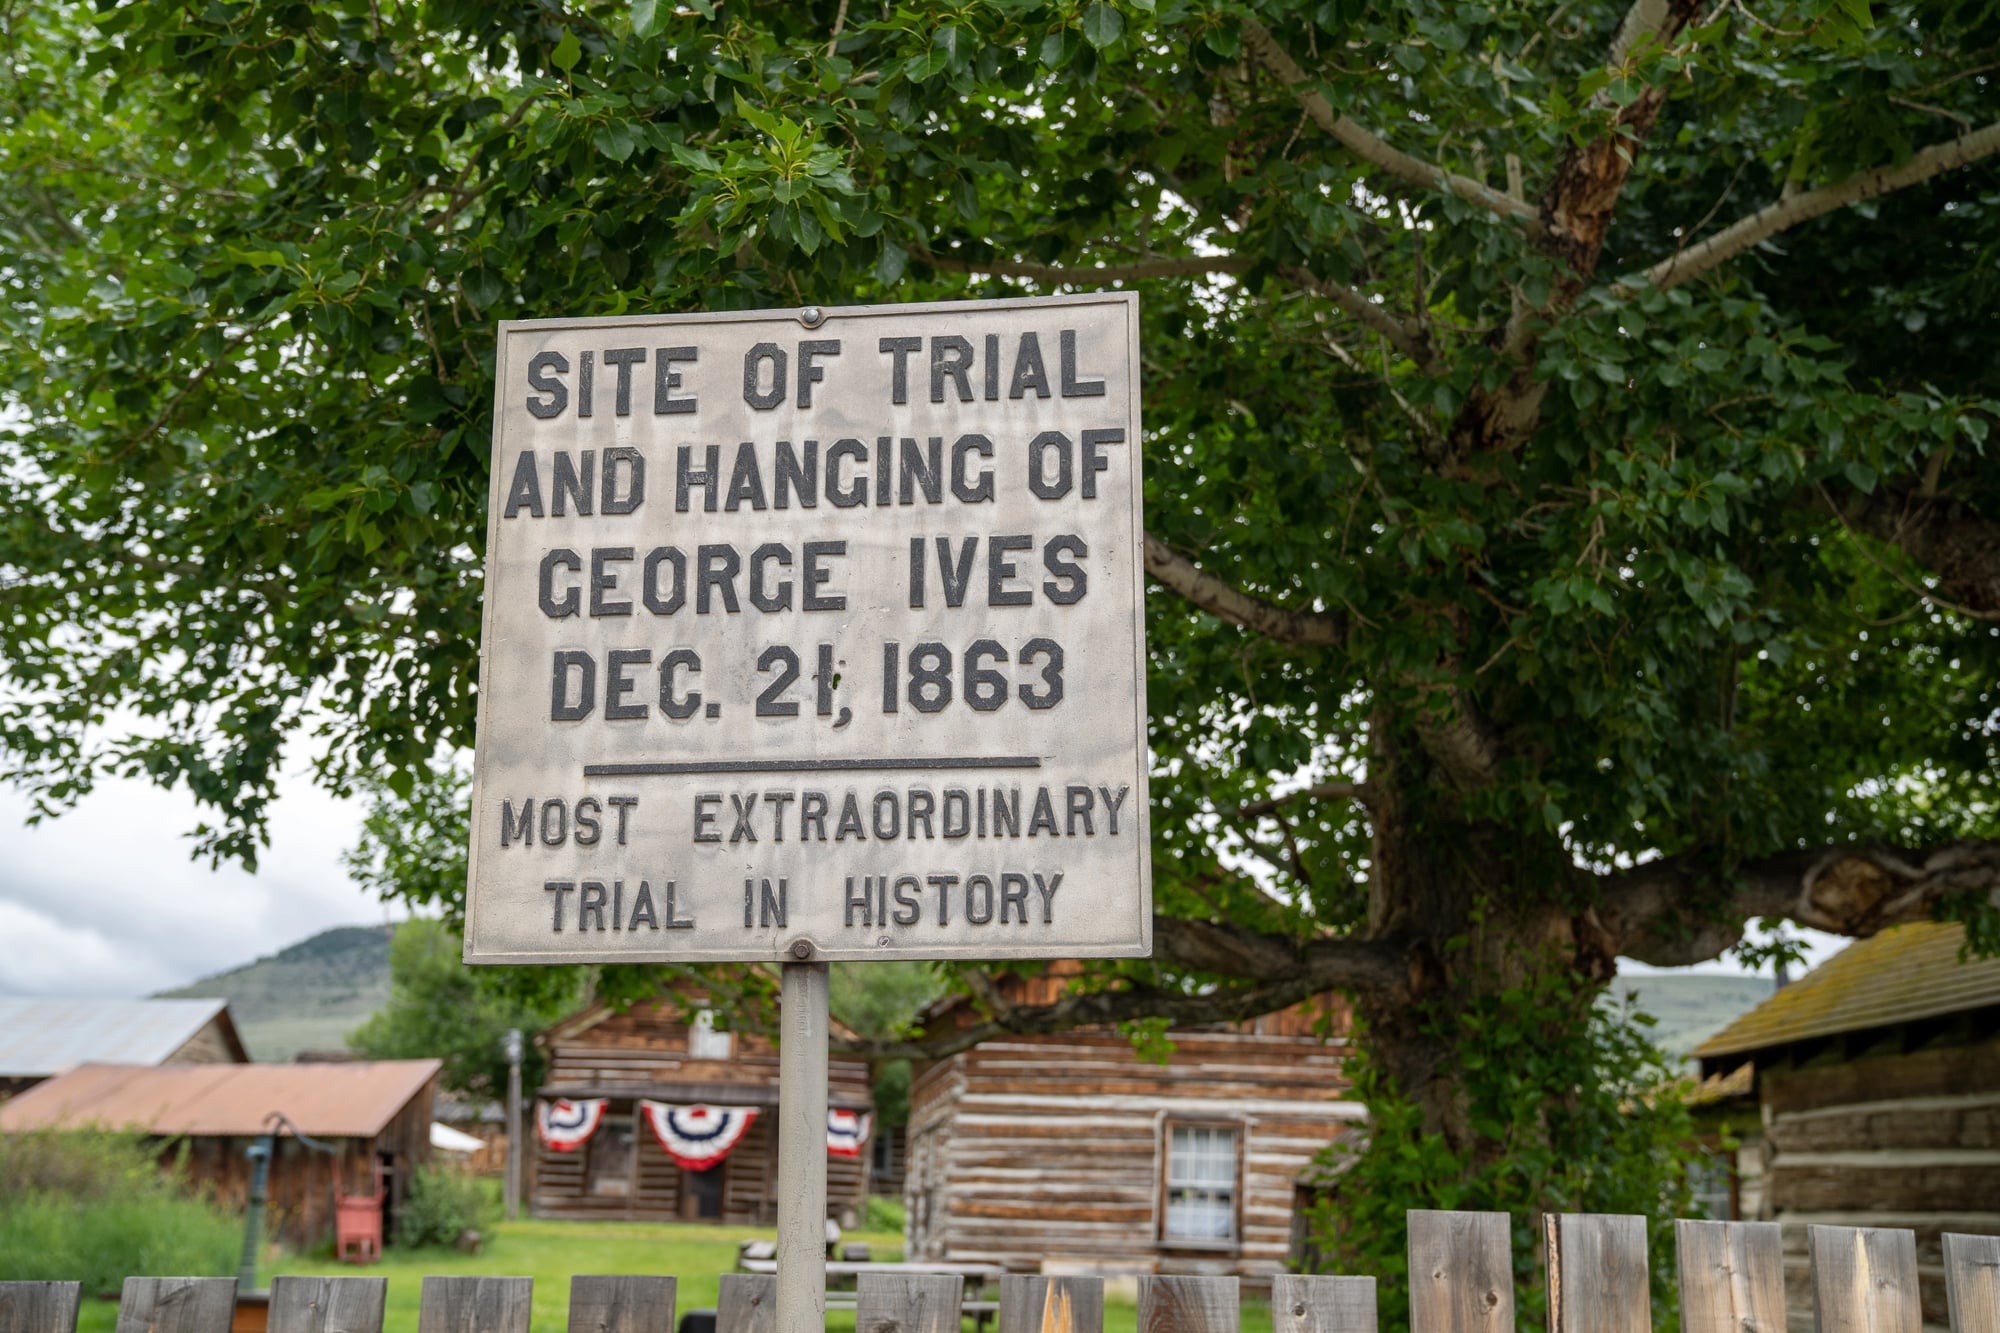 SITE OF TRIAL
AND HANGING OF
GEORGE IVES
DEC. 21, 1863
MOST EXTRAORDINARY
TRIAL IN HISTORY